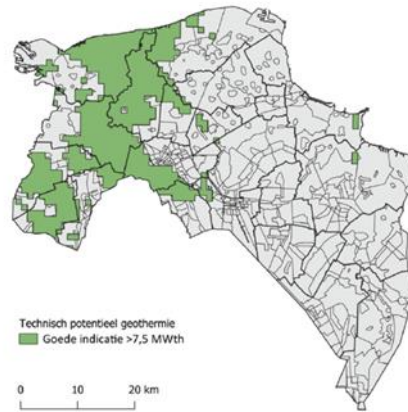 Technisch potentieel geothermie
Goede indicatie >7,5 MWth
0 10 20 km